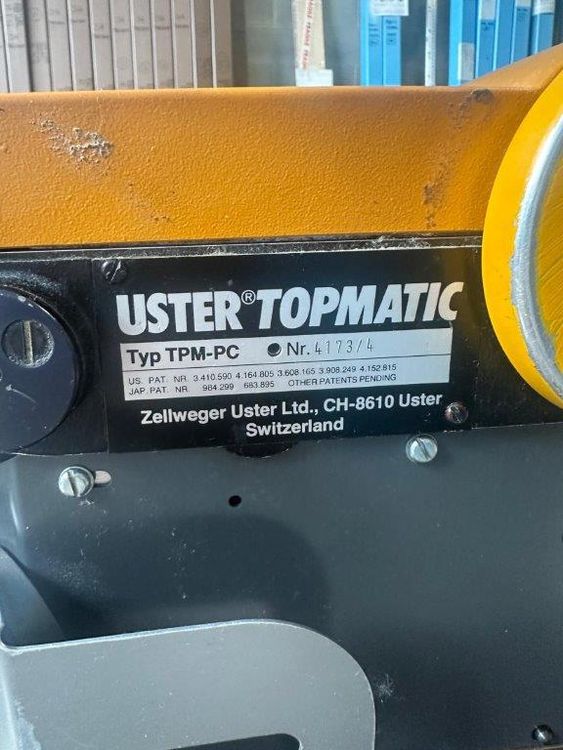 USTER® TOPMATIC
Typ TPM-PC Nr. 4173/4
US. PAT. NR. 3.410.590 4.164.805 3.608.165 3.908.249 4.152.815
JAP. PAT. NR. 984.299 683.895 OTHER PATENTS PENDING
Zellweger Uster Ltd., CH-8610 Uster
Switzerland